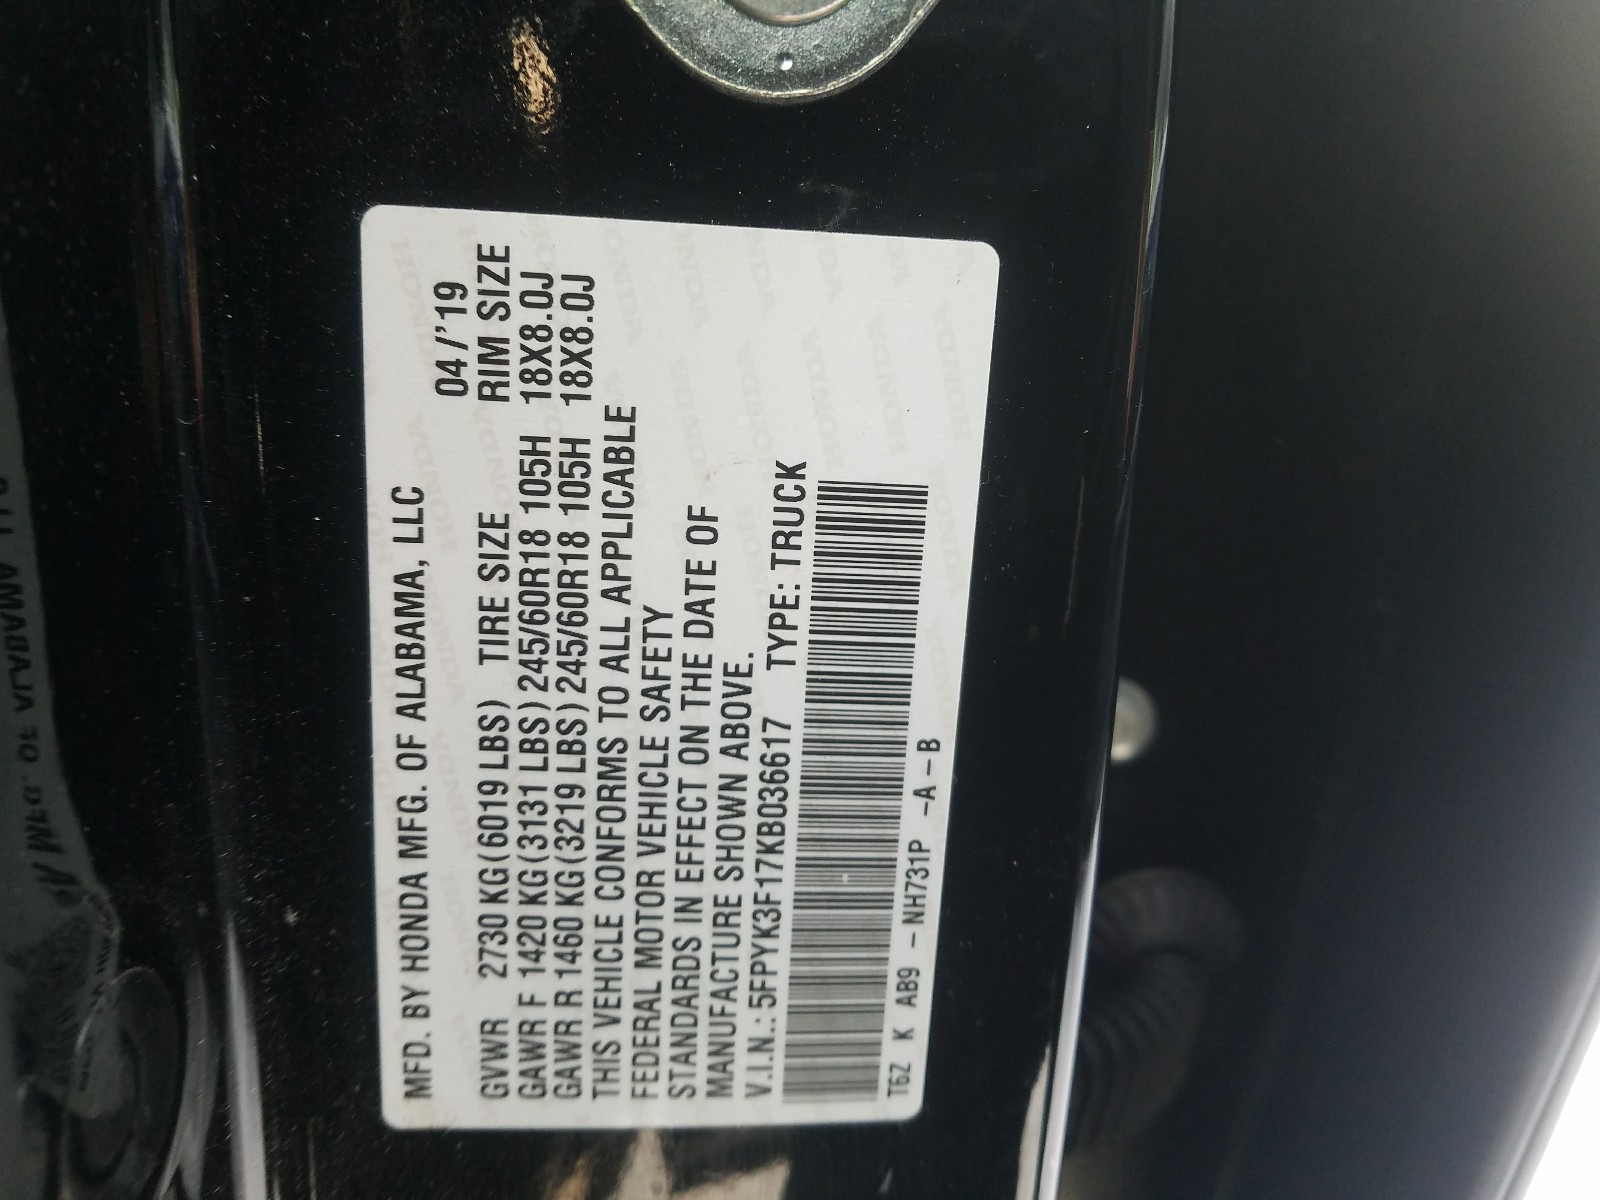 MFD. BY HONDA MFG. OF ALABAMA, LLC
04/'19
GVWR 2730 KG(6019 LBS) TIRE SIZE RIM SIZE
GAWR F 1420 KG(3131 LBS) 245/60R18 105H 18X8.0J
GAWR R 1460 KG(3219 LBS) 245/60R18 105H 18X8.0J
THIS VEHICLE CONFORMS TO ALL APPLICABLE
FEDERAL MOTOR VEHICLE SAFETY
STANDARDS IN EFFECT ON THE DATE OF
MANUFACTURE SHOWN ABOVE.
V.I.N.: 5FPYK3F17KB036617 TYPE: TRUCK
T6Z K AB9 - NH731P -A-B